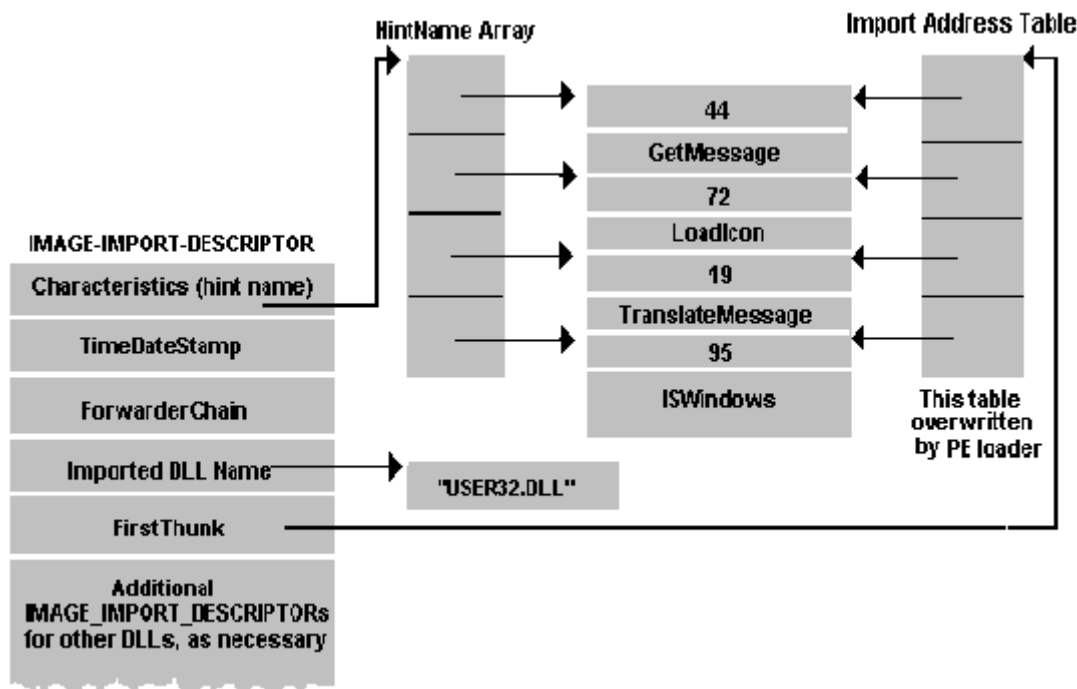 HintName Array
Import Address Table
44
GetMessage
72
LoadIcon
19
TranslateMessage
95
ISWindows
This table
overwritten
by PE loader
IMAGE-IMPORT-DESCRIPTOR
Characteristics (hint name)
TimeDateStamp
ForwarderChain
Imported DLL Name
"USER32.DLL"
FirstThunk
Additional
IMAGE_IMPORT_DESCRIPTORs
for other DLLs, as necessary